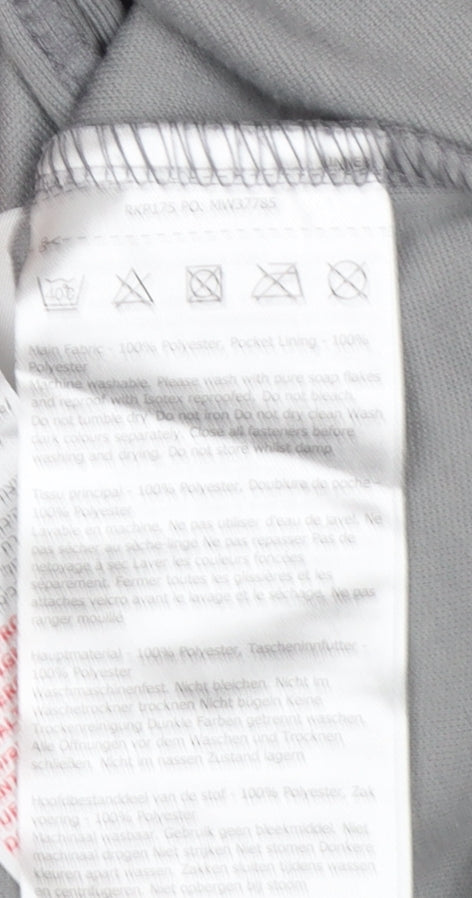 RKP175 PO: NW37785
40°
Main Fabric - 100% Polyester, Pocket Lining - 100%
Polyester
Machine washable. Please wash with pure soap flakes
and reproof with Isotex reproofed. Do not bleach.
Do not tumble dry Do not iron Do not dry clean Wash
dark colours separately. Close all fasteners before
washing and drying. Do not store whilst damp
Tissu principal - 100% Polyester, Doublure de poche -
100% Polyester
Lavable en machine. Ne pas utiliser d'eau de javel. Ne
pas sécher au sèche-linge Ne pas repasser Pas de
netoyage à sec Laver les couleurs foncées
séparement. Fermer toutes les glissières et les
attaches velcro avant le lavage et le séchage. Ne pas
ranger mouillé
Hauptmaterial - 100% Polyester, Tascheninnfutter -
100% Polyester
Waschmaschinenfest. Nicht bleichen. Nicht im
Waschetrockner trocknen Nicht bügeln Keine
Trockenreinigung Dunkle Farben getrennt waschen.
Alle Öffnungen vor dem Waschen und Trocknen
schließen. Nicht im nassen Zustand lagern
Hooftbestanddeel van de stof - 100% Polyester, Zak
voering - 100% Polyester
Machinaal wasbaar. Gebruik geen bleekmiddel. Niet
machinaal drogen Niet strijken Niet stomen Donkere
kleuren apart wassen. Zakken sluiten tijdens wassen
en centrifugeren. Niet opbergen bij stoom